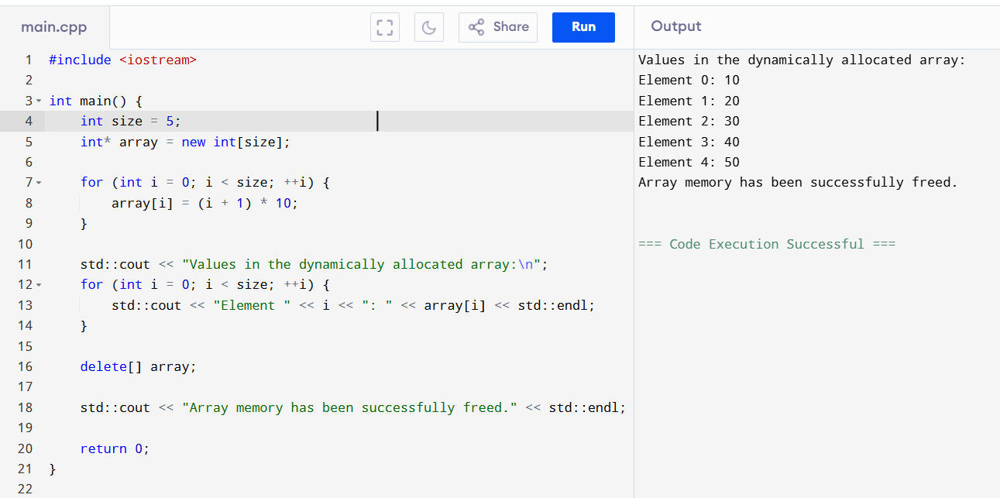 main.cpp
Share
Run
Output
1 #include <iostream>
2
3 int main() {
4     int size = 5;
5     int* array = new int[size];
6
7     for (int i = 0; i < size; ++i) {
8         array[i] = (i + 1) * 10;
9     }
10
11     std::cout << "Values in the dynamically allocated array:\n";
12     for (int i = 0; i < size; ++i) {
13         std::cout << "Element " << i << ": " << array[i] << std::endl;
14     }
15
16     delete[] array;
17
18     std::cout << "Array memory has been successfully freed." << std::endl;
19
20     return 0;
21 }
22
Values in the dynamically allocated array:
Element 0: 10
Element 1: 20
Element 2: 30
Element 3: 40
Element 4: 50
Array memory has been successfully freed.
=== Code Execution Successful ===